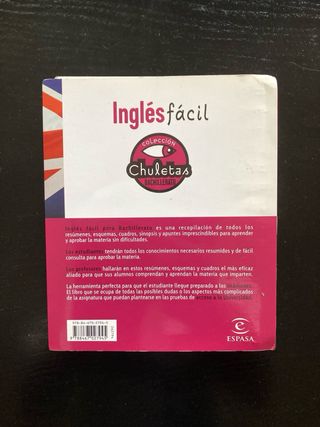 Inglés fácil
colección
Chuletas
BACHILLERATO
Inglés fácil para Bachillerato es una recopilación de todos los
resúmenes, esquemas, cuadros, sinopsis y apuntes imprescindibles para aprender
y aprobar la materia sin dificultades.
Los estudiantes tendrán todos los conocimientos necesarios resumidos y de fácil
consulta para aprobar la materia.
Los profesores hallarán en estos resúmenes, esquemas y cuadros el más eficaz
aliado para que sus alumnos comprendan y aprendan la materia que imparten.
La herramienta perfecta para que el estudiante llegue preparado a los exámenes.
El libro que se ocupa de todas las posibles dudas o los aspectos más complicados
de la asignatura que puedan plantearse en las pruebas de acceso a la universidad.
ESPASA